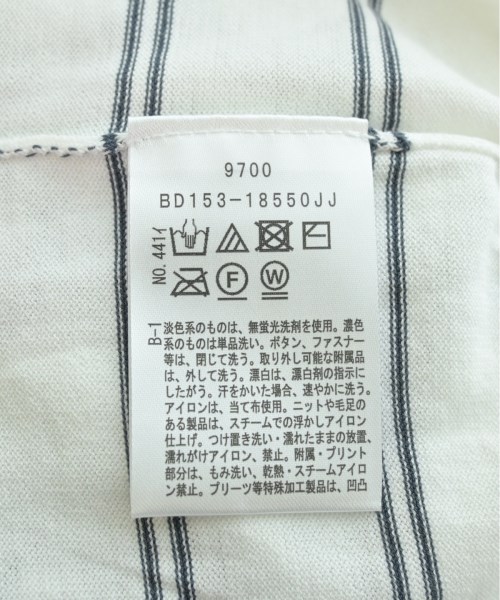 9700
BD153-18550JJ
NO.441イ
F
W
B-1
淡色系のものは、無蛍光洗剤を使用。濃色
系のものは単品洗い。ボタン、ファスナー
等は、閉じて洗う。取り外し可能な附属品
は、外して洗う。漂白は、漂白剤の指示に
したがう。汗をかいた場合、速やかに洗う。
アイロンは、当て布使用。ニットや毛足の
ある製品は、スチームでの浮かしアイロン
仕上げ。つけ置き洗い・濡れたままの放置、
濡れがけアイロン、禁止。附属・プリント
部分は、もみ洗い、乾熱・スチームアイロ
ン禁止。プリーツ等特殊加工製品は、凹凸